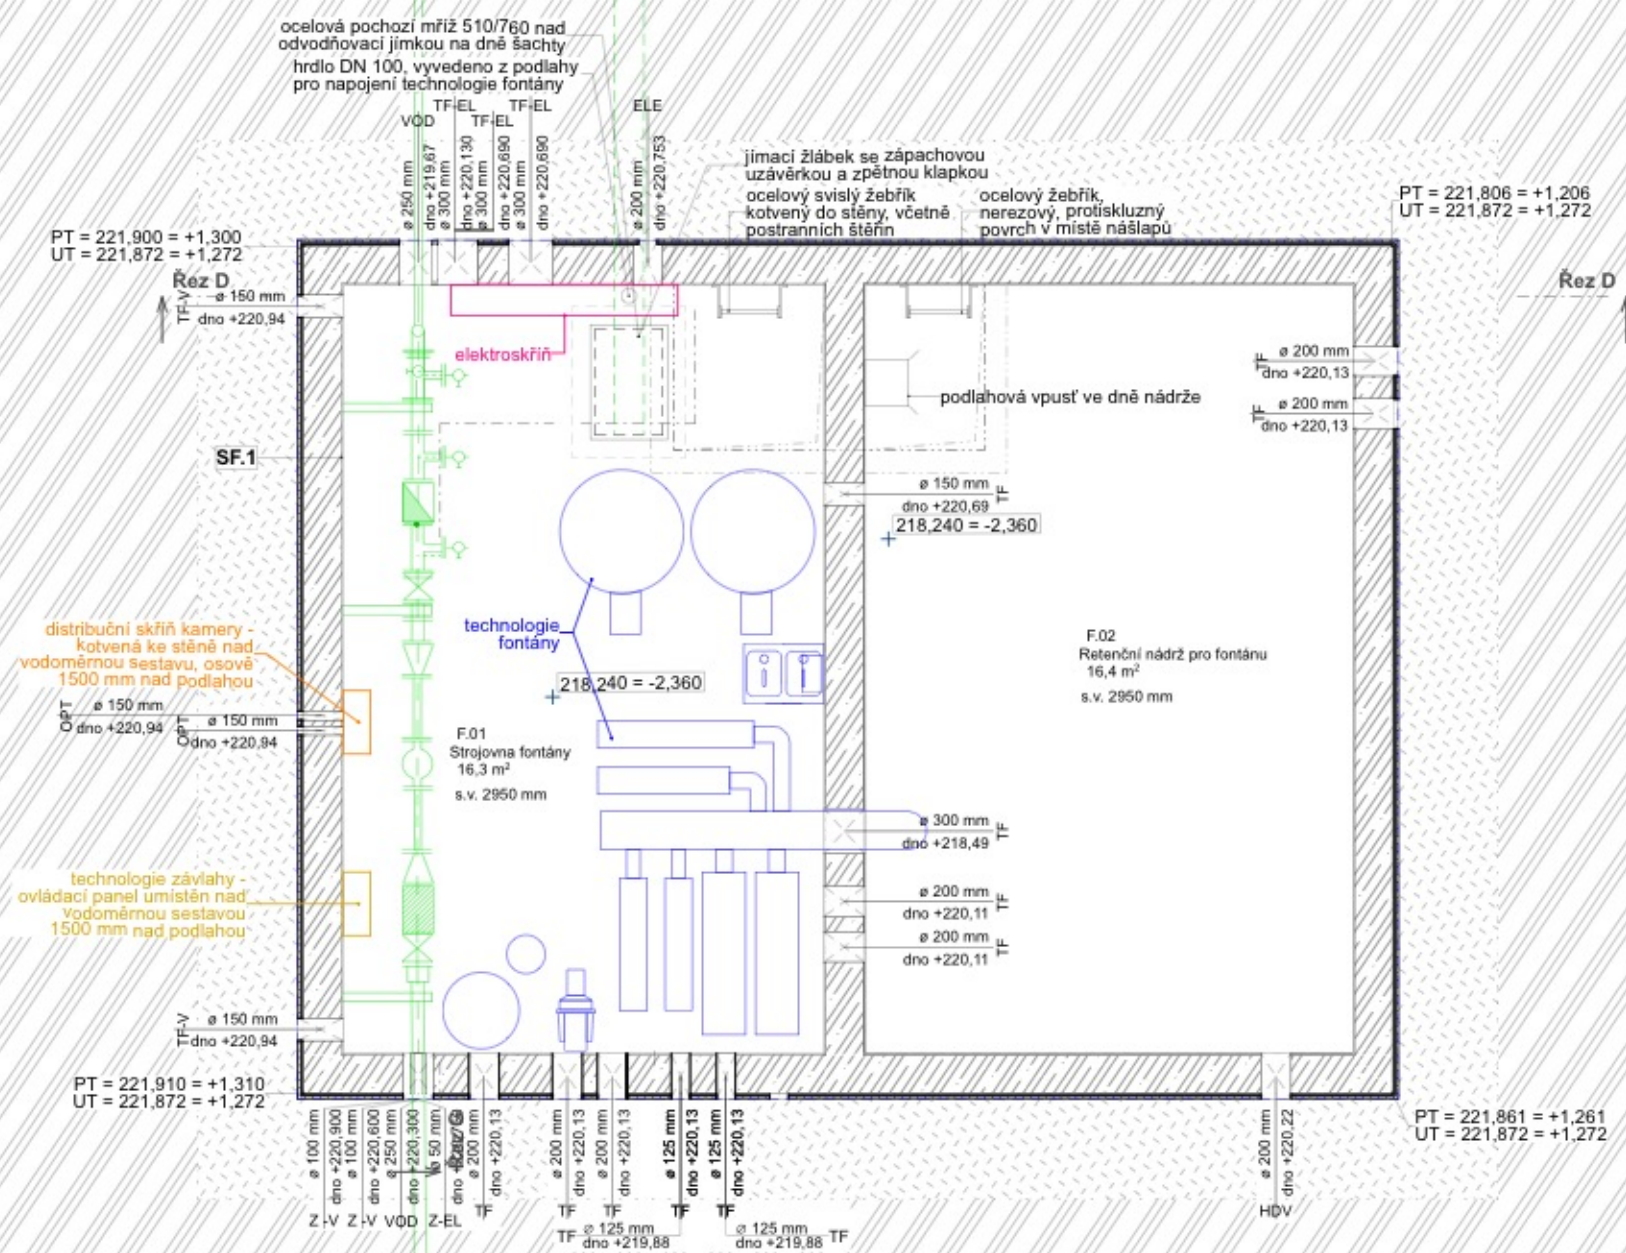 ocelová pochozí mříž 510/760 nad
odvodňovací jímkou na dně šachty
hrdlo DN 100, vyvedeno z podlahy
pro napojení technologie fontány
TF-EL
TF-EL
ELE
VOD
TF-EL
ø 250 mm
dno +219,67
ø 300 mm
dno +220,130
ø 300 mm
dno +220,690
ø 300 mm
dno +220,690
ø 200 mm
dno +220,753
jímací žlábek se zápachovou
uzávěrkou a zpětnou klapkou
ocelový svislý žebřík
kotvený do stěny, včetně
postranních štěřin
ocelový žebřík,
nerezový, protiskluzný
povrch v místě nášlapů
PT = 221,806 = +1,206
UT = 221,872 = +1,272
PT = 221,900 = +1,300
UT = 221,872 = +1,272
Řez D
Řez D
TF-V
ø 150 mm
dno +220,94
elektroskříň
TF
ø 200 mm
dno +220,13
podlahová vpusť ve dně nádrže
TF
ø 200 mm
dno +220,13
SF.1
ø 150 mm
dno +220,69
TF
218,240 = -2,360
technologie
fontány
distribuční skříň kamery -
kotvená ke stěně nad
vodoměrnou sestavu, osově
1500 mm nad podlahou
F.02
Retenční nádrž pro fontánu
16,4 m²
s.v. 2950 mm
218,240 = -2,360
OPT
ø 150 mm
dno +220,94
OPT
ø 150 mm
dno +220,94
F.01
Strojovna fontány
16,3 m²
s.v. 2950 mm
ø 300 mm
dno +218,49
TF
technologie závlahy -
ovládací panel umístěn nad
vodoměrnou sestavou
1500 mm nad podlahou
ø 200 mm
dno +220,11
TF
ø 200 mm
dno +220,11
TF
TF-V
ø 150 mm
dno +220,94
PT = 221,910 = +1,310
UT = 221,872 = +1,272
PT = 221,861 = +1,261
UT = 221,872 = +1,272
ø 100 mm
dno +220,900
ø 100 mm
dno +220,600
ø 250 mm
dno +220,300
ø 50 mm
ø 200 mm
dno +220,13
ø 200 mm
dno +220,13
ø 200 mm
dno +220,13
ø 125 mm
dno +220,13
ø 125 mm
dno +220,13
ø 200 mm
dno +220,22
Z -V
Z -V
VOD
Z-EL
TF
TF
TF
TF
TF
HDV
TF
ø 125 mm
dno +219,88
ø 125 mm
dno +219,88
TF